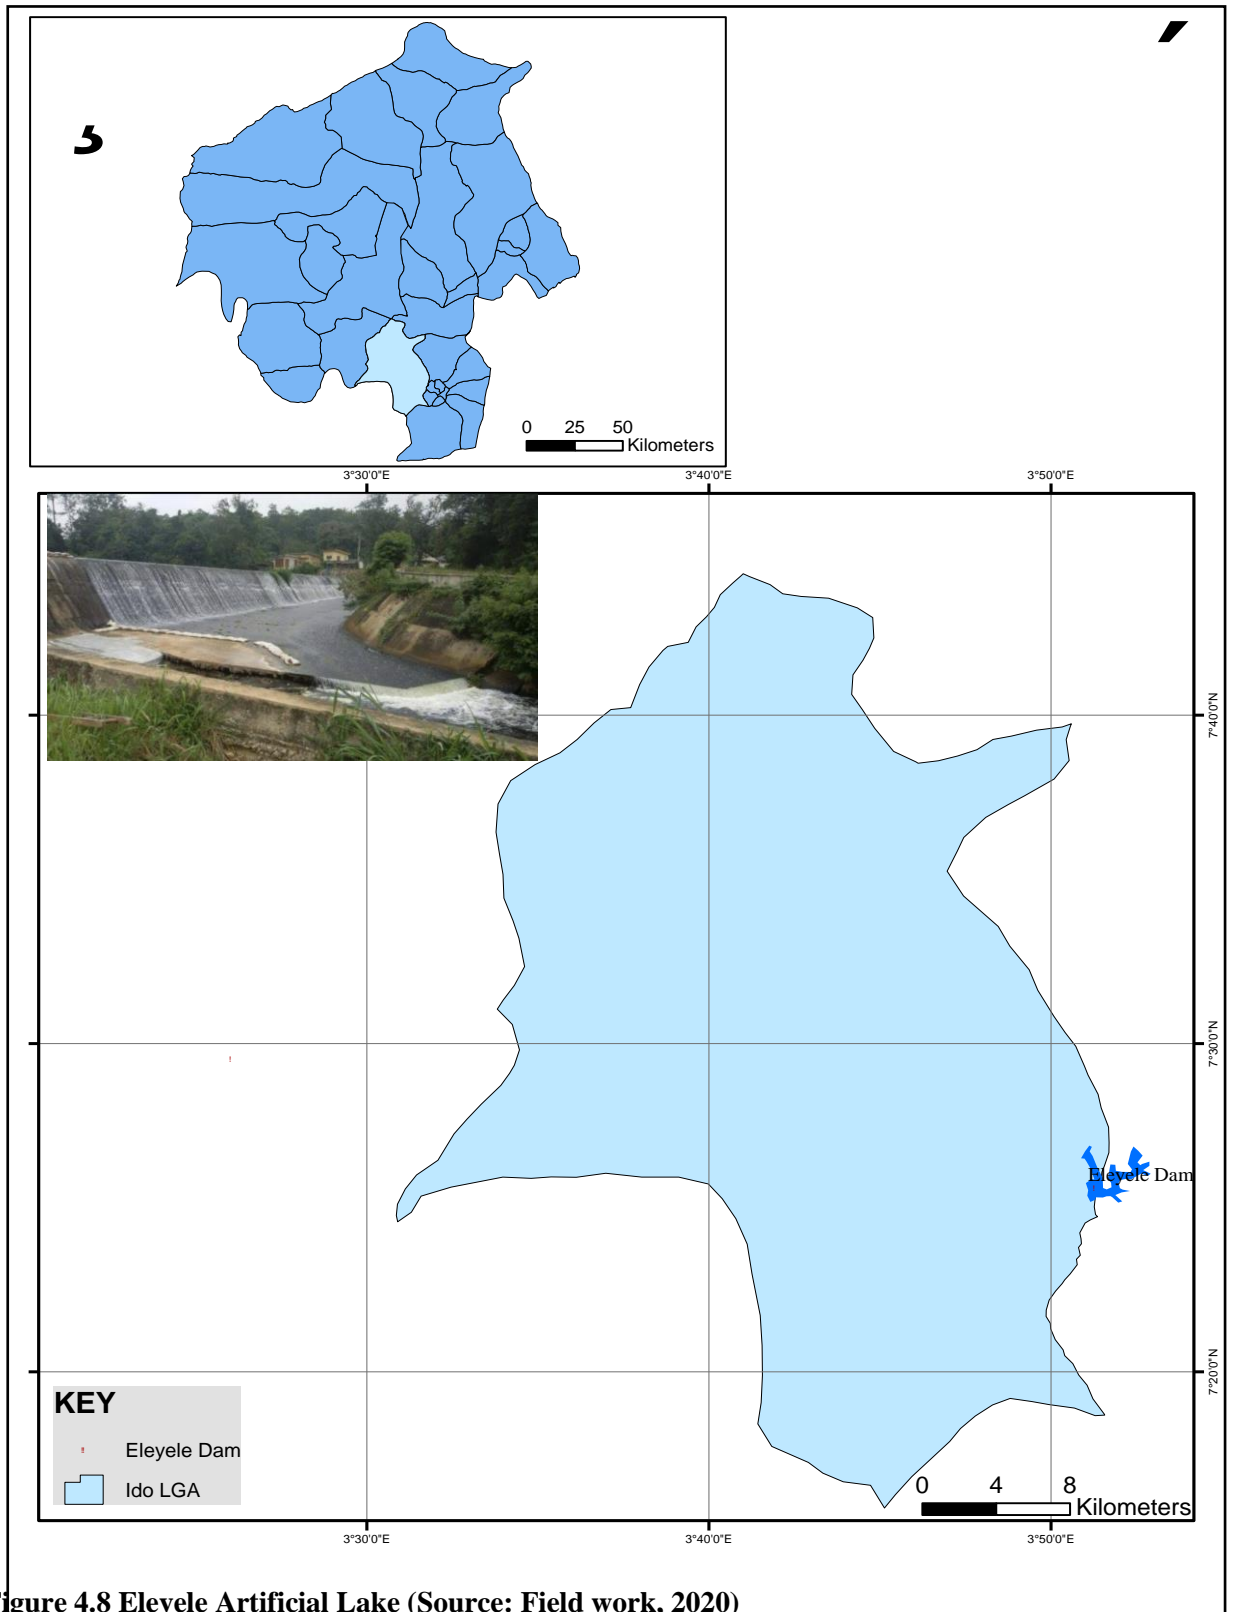 0 25 50
Kilometers
3°30'0"E 3°40'0"E 3°50'0"E
7°40'0"N
7°30'0"N
Eleyele Dam
7°20'0"N
KEY
Eleyele Dam
Ido LGA
0 4 8
Kilometers
3°30'0"E 3°40'0"E 3°50'0"E
igure 4.8 Eleyele Artificial Lake (Source: Field work, 2020)